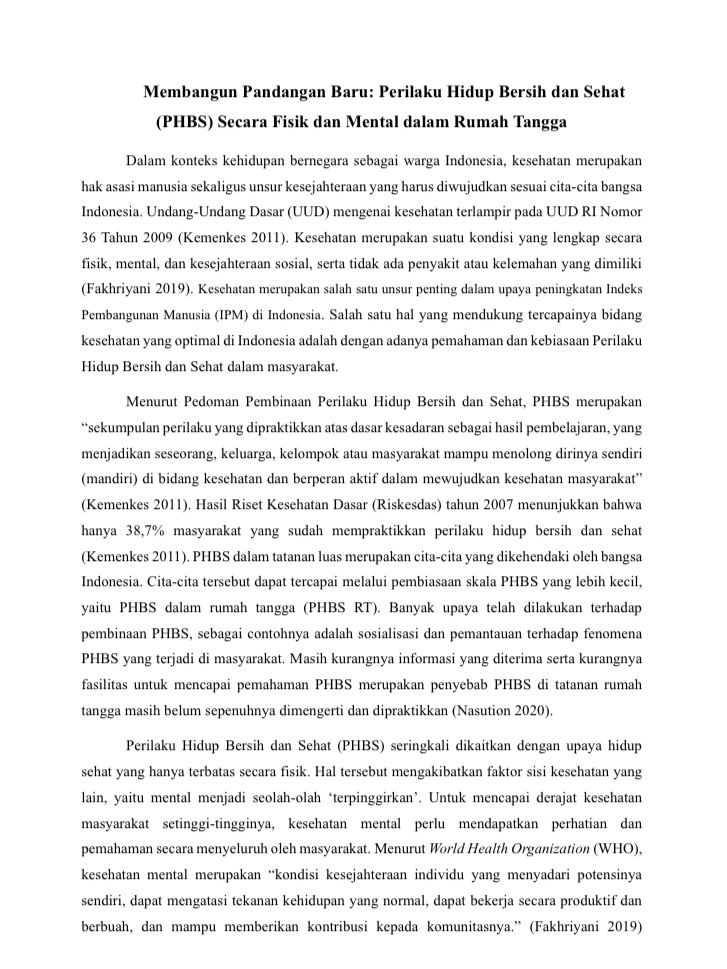 Membangun Pandangan Baru: Perilaku Hidup Bersih dan Sehat
(PHBS) Secara Fisik dan Mental dalam Rumah Tangga
Dalam konteks kehidupan bernegara sebagai warga Indonesia, kesehatan merupakan
hak asasi manusia sekaligus unsur kesejahteraan yang harus diwujudkan sesuai cita-cita bangsa
Indonesia. Undang-Undang Dasar (UUD) mengenai kesehatan terlampir pada UUD RI Nomor
36 Tahun 2009 (Kemenkes 2011). Kesehatan merupakan suatu kondisi yang lengkap secara
fisik, mental, dan kesejahteraan sosial, serta tidak ada penyakit atau kelemahan yang dimiliki
(Fakhriyani 2019). Kesehatan merupakan salah satu unsur penting dalam upaya peningkatan Indeks
Pembangunan Manusia (IPM) di Indonesia. Salah satu hal yang mendukung tercapainya bidang
kesehatan yang optimal di Indonesia adalah dengan adanya pemahaman dan kebiasaan Perilaku
Hidup Bersih dan Sehat dalam masyarakat.
Menurut Pedoman Pembinaan Perilaku Hidup Bersih dan Sehat, PHBS merupakan
“sekumpulan perilaku yang dipraktikkan atas dasar kesadaran sebagai hasil pembelajaran, yang
menjadikan seseorang, keluarga, kelompok atau masyarakat mampu menolong dirinya sendiri
(mandiri) di bidang kesehatan dan berperan aktif dalam mewujudkan kesehatan masyarakat”
(Kemenkes 2011). Hasil Riset Kesehatan Dasar (Riskesdas) tahun 2007 menunjukkan bahwa
hanya 38,7% masyarakat yang sudah mempraktikkan perilaku hidup bersih dan sehat
(Kemenkes 2011). PHBS dalam tatanan luas merupakan cita-cita yang dikehendaki oleh bangsa
Indonesia. Cita-cita tersebut dapat tercapai melalui pembiasaan skala PHBS yang lebih kecil,
yaitu PHBS dalam rumah tangga (PHBS RT). Banyak upaya telah dilakukan terhadap
pembinaan PHBS, sebagai contohnya adalah sosialisasi dan pemantauan terhadap fenomena
PHBS yang terjadi di masyarakat. Masih kurangnya informasi yang diterima serta kurangnya
fasilitas untuk mencapai pemahaman PHBS merupakan penyebab PHBS di tatanan rumah
tangga masih belum sepenuhnya dimengerti dan dipraktikkan (Nasution 2020).
Perilaku Hidup Bersih dan Sehat (PHBS) seringkali dikaitkan dengan upaya hidup
sehat yang hanya terbatas secara fisik. Hal tersebut mengakibatkan faktor sisi kesehatan yang
lain, yaitu mental menjadi seolah-olah ‘terpinggirkan’. Untuk mencapai derajat kesehatan
masyarakat setinggi-tingginya, kesehatan mental perlu mendapatkan perhatian dan
pemahaman secara menyeluruh oleh masyarakat. Menurut World Health Organization (WHO),
kesehatan mental merupakan “kondisi kesejahteraan individu yang menyadari potensinya
sendiri, dapat mengatasi tekanan kehidupan yang normal, dapat bekerja secara produktif dan
berbuah, dan mampu memberikan kontribusi kepada komunitasnya.” (Fakhriyani 2019)